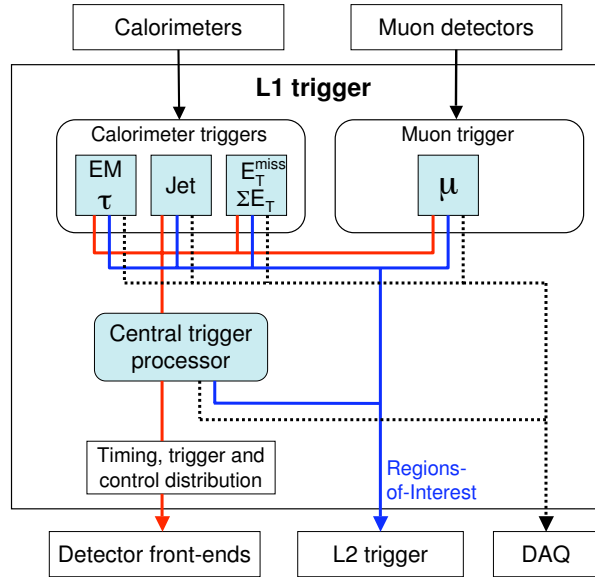 Calorimeters
Muon detectors
L1 trigger
Calorimeter triggers
Muon trigger
EM
τ
Jet
E_T^miss
ΣE_T
μ
Central trigger
processor
Timing, trigger and
control distribution
Regions-
of-Interest
Detector front-ends
L2 trigger
DAQ